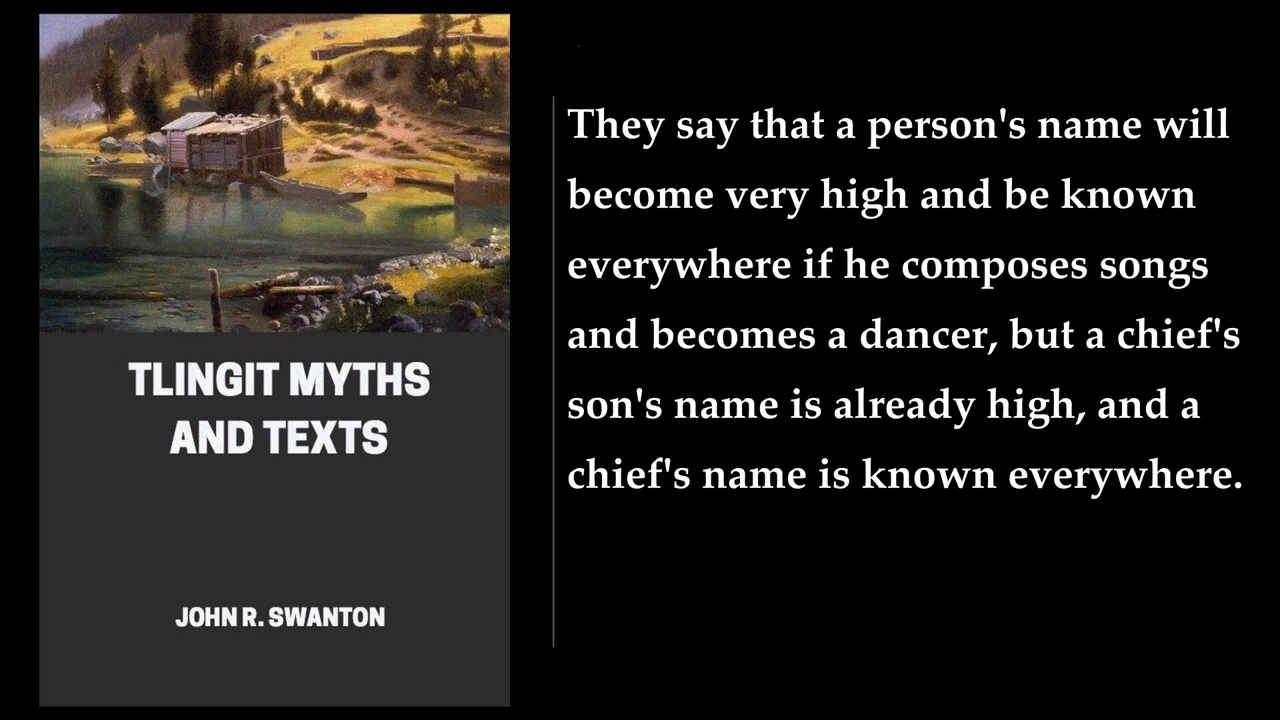 TLINGIT MYTHS
AND TEXTS
JOHN R. SWANTON
They say that a person's name will
become very high and be known
everywhere if he composes songs
and becomes a dancer, but a chief's
son's name is already high, and a
chief's name is known everywhere.